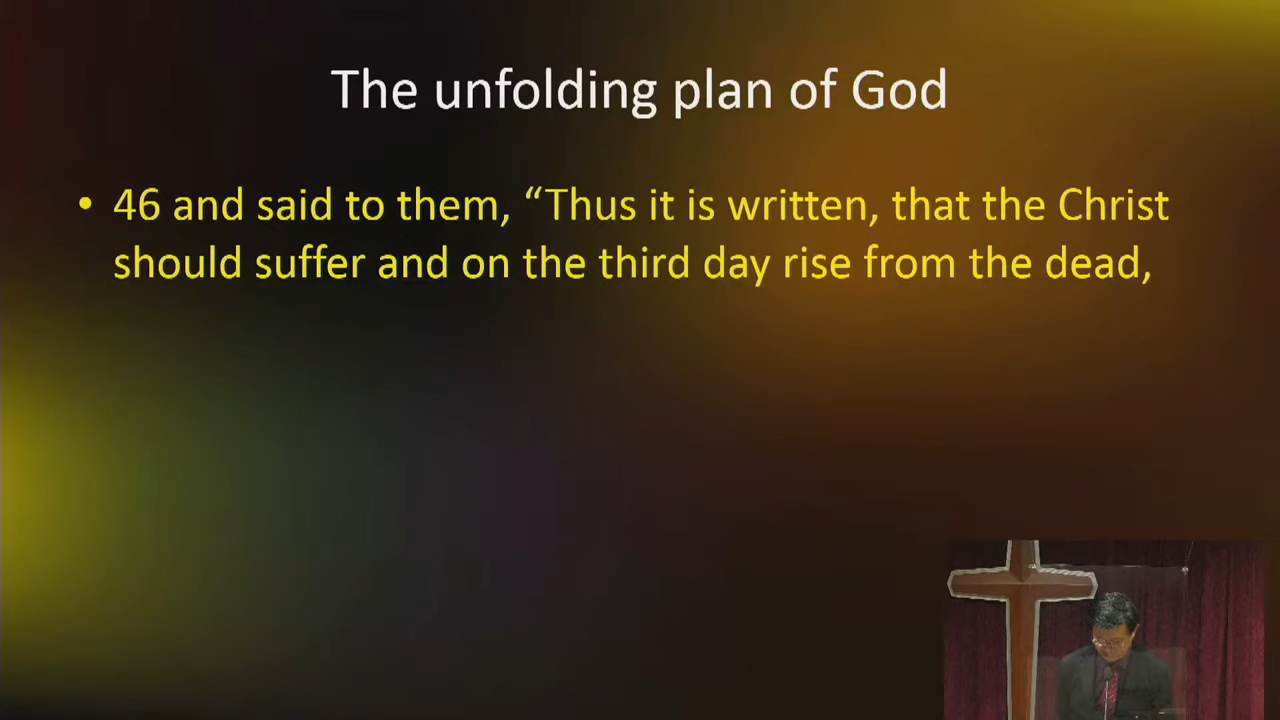 The unfolding plan of God
• 46 and said to them, “Thus it is written, that the Christ
should suffer and on the third day rise from the dead,